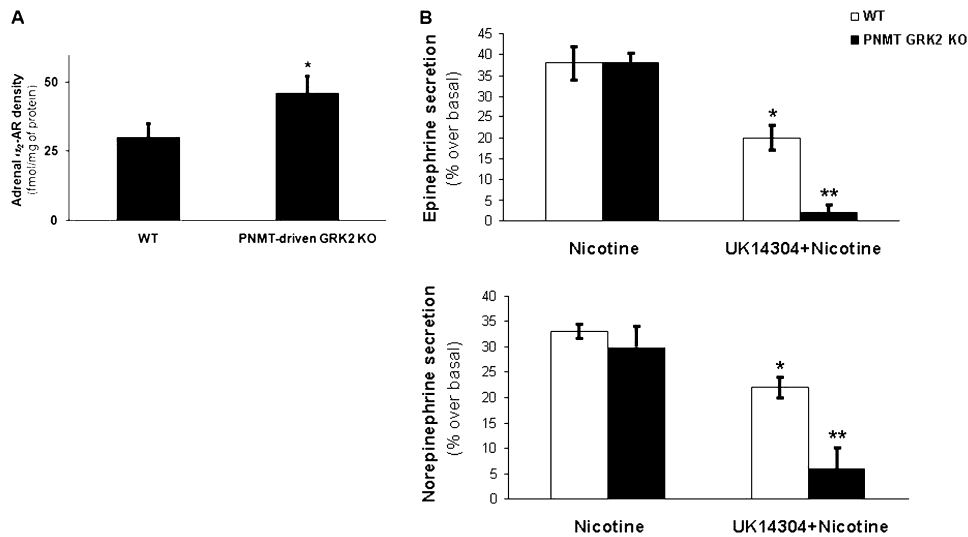 A
Adrenal α₂-AR density
(fmol/mg of protein)
50
25
0
*
WT
PNMT-driven GRK2 KO
B
WT
PNMT GRK2 KO
Epinephrine secretion
(% over basal)
45
40
35
30
25
20
15
10
5
0
*
**
Nicotine
UK14304+Nicotine
Norepinephrine secretion
(% over basal)
40
35
30
25
20
15
10
5
0
*
**
Nicotine
UK14304+Nicotine